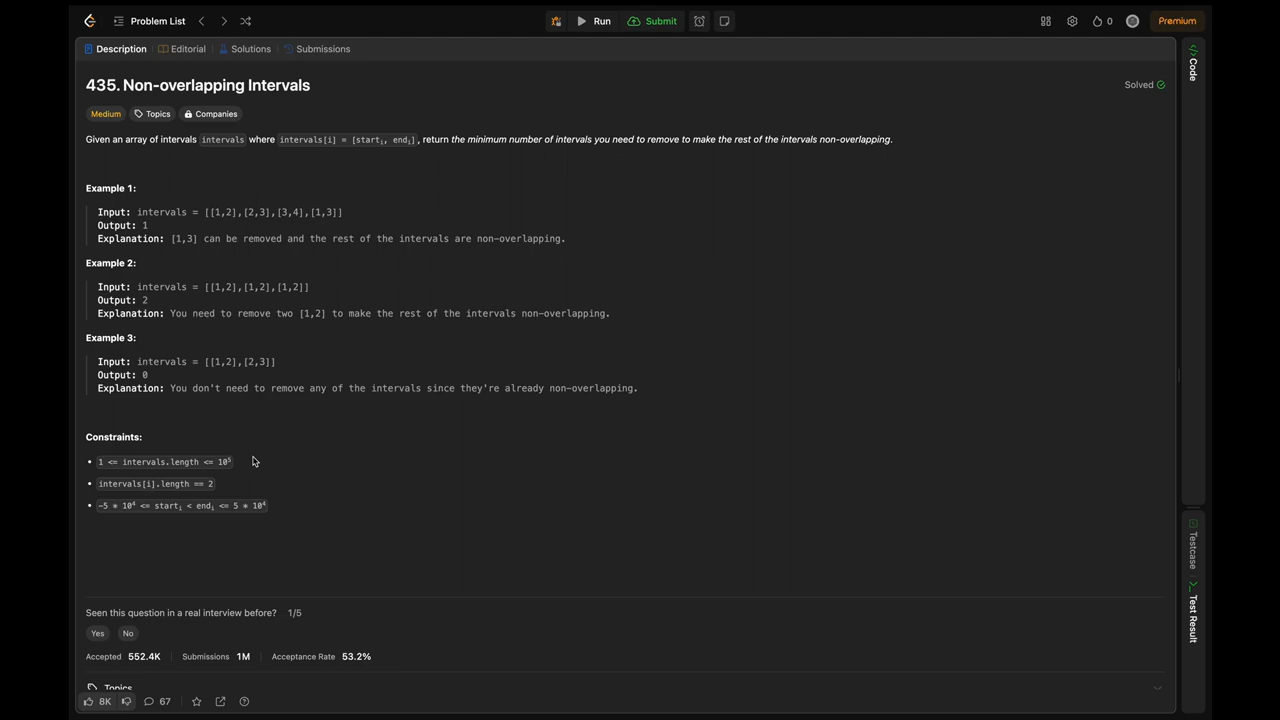 Problem List
Run
Submit
0
Premium
Description
Editorial
Solutions
Submissions
435. Non-overlapping Intervals
Solved
Medium
Topics
Companies
Given an array of intervals intervals where intervals[i] = [starti, endi], return the minimum number of intervals you need to remove to make the rest of the intervals non-overlapping.
Example 1:
Input: intervals = [[1,2],[2,3],[3,4],[1,3]]
Output: 1
Explanation: [1,3] can be removed and the rest of the intervals are non-overlapping.
Example 2:
Input: intervals = [[1,2],[1,2],[1,2]]
Output: 2
Explanation: You need to remove two [1,2] to make the rest of the intervals non-overlapping.
Example 3:
Input: intervals = [[1,2],[2,3]]
Output: 0
Explanation: You don't need to remove any of the intervals since they're already non-overlapping.
Constraints:
• 1 <= intervals.length <= 10⁵
• intervals[i].length == 2
• -5 * 10⁴ <= starti < endi <= 5 * 10⁴
Seen this question in a real interview before? 1/5
Yes No
Accepted 552.4K Submissions 1M Acceptance Rate 53.2%
Topics
8K 67
Code
Testcase
Test Result